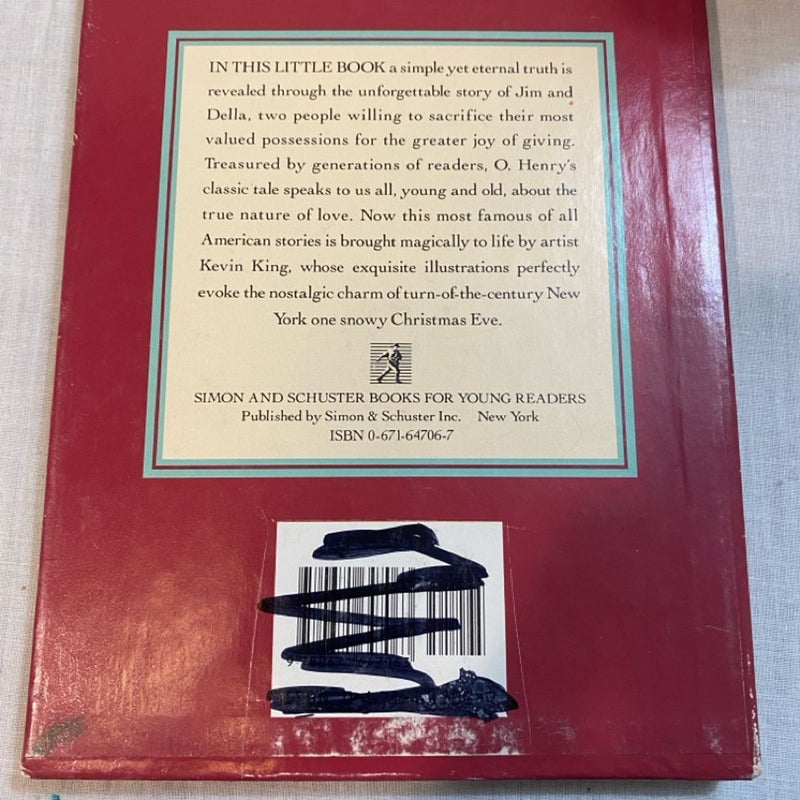 IN THIS LITTLE BOOK a simple yet eternal truth is
revealed through the unforgettable story of Jim and
Della, two people willing to sacrifice their most
valued possessions for the greater joy of giving.
Treasured by generations of readers, O. Henry's
classic tale speaks to us all, young and old, about the
true nature of love. Now this most famous of all
American stories is brought magically to life by artist
Kevin King, whose exquisite illustrations perfectly
evoke the nostalgic charm of turn-of-the-century New
York one snowy Christmas Eve.
SIMON AND SCHUSTER BOOKS FOR YOUNG READERS
Published by Simon & Schuster Inc. New York
ISBN 0-671-64706-7